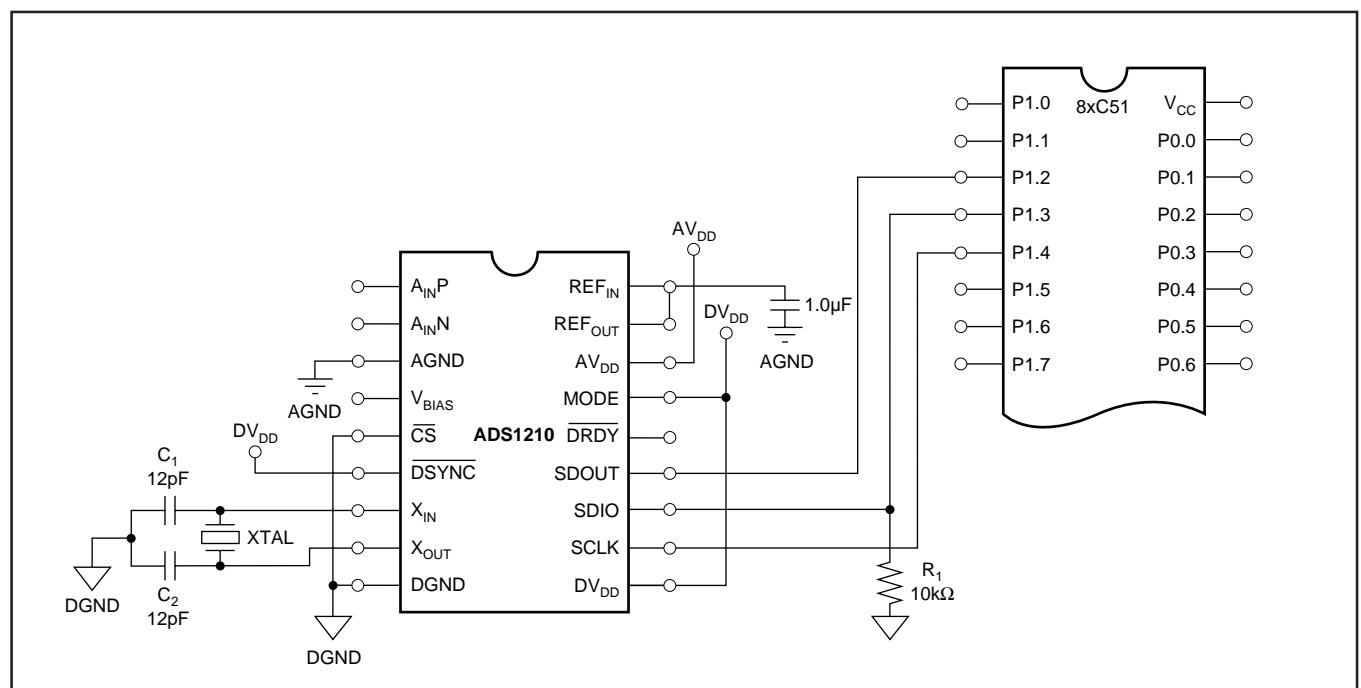 8xC51
P1.0
P1.1
P1.2
P1.3
P1.4
P1.5
P1.6
P1.7
VCC
P0.0
P0.1
P0.2
P0.3
P0.4
P0.5
P0.6
AVDD
DVDD
1.0µF
AGND
ADS1210
AINP
AINN
AGND
VBIAS
CS
DSYNC
XIN
XOUT
DGND
REFIN
REFOUT
AVDD
MODE
DRDY
SDOUT
SDIO
SCLK
DVDD
AGND
DVDD
C1
12pF
XTAL
C2
12pF
DGND
DGND
R1
10kΩ